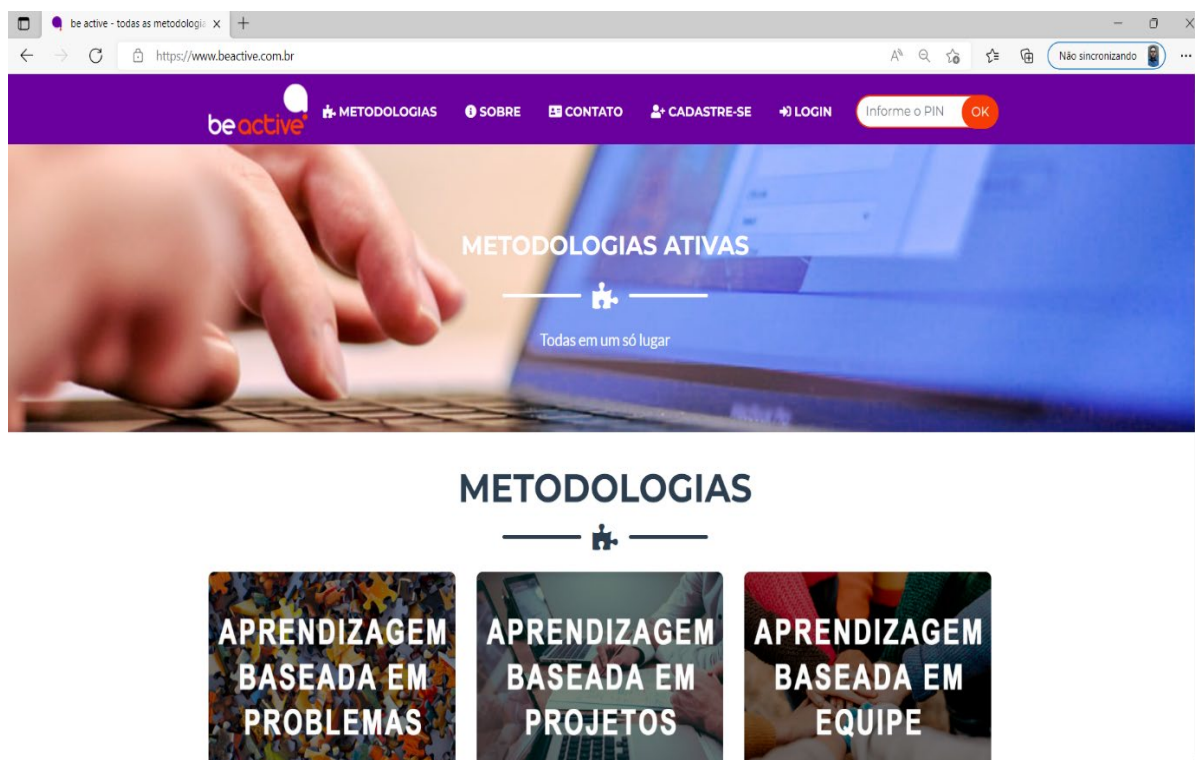 be active - todas as metodologia
https://www.beactive.com.br
Não sincronizando
be active
METODOLOGIAS
SOBRE
CONTATO
CADASTRE-SE
LOGIN
Informe o PIN
OK
METODOLOGIAS ATIVAS
Todas em um só lugar
METODOLOGIAS
APRENDIZAGEM
BASEADA EM
PROBLEMAS
APRENDIZAGEM
BASEADA EM
PROJETOS
APRENDIZAGEM
BASEADA EM
EQUIPE